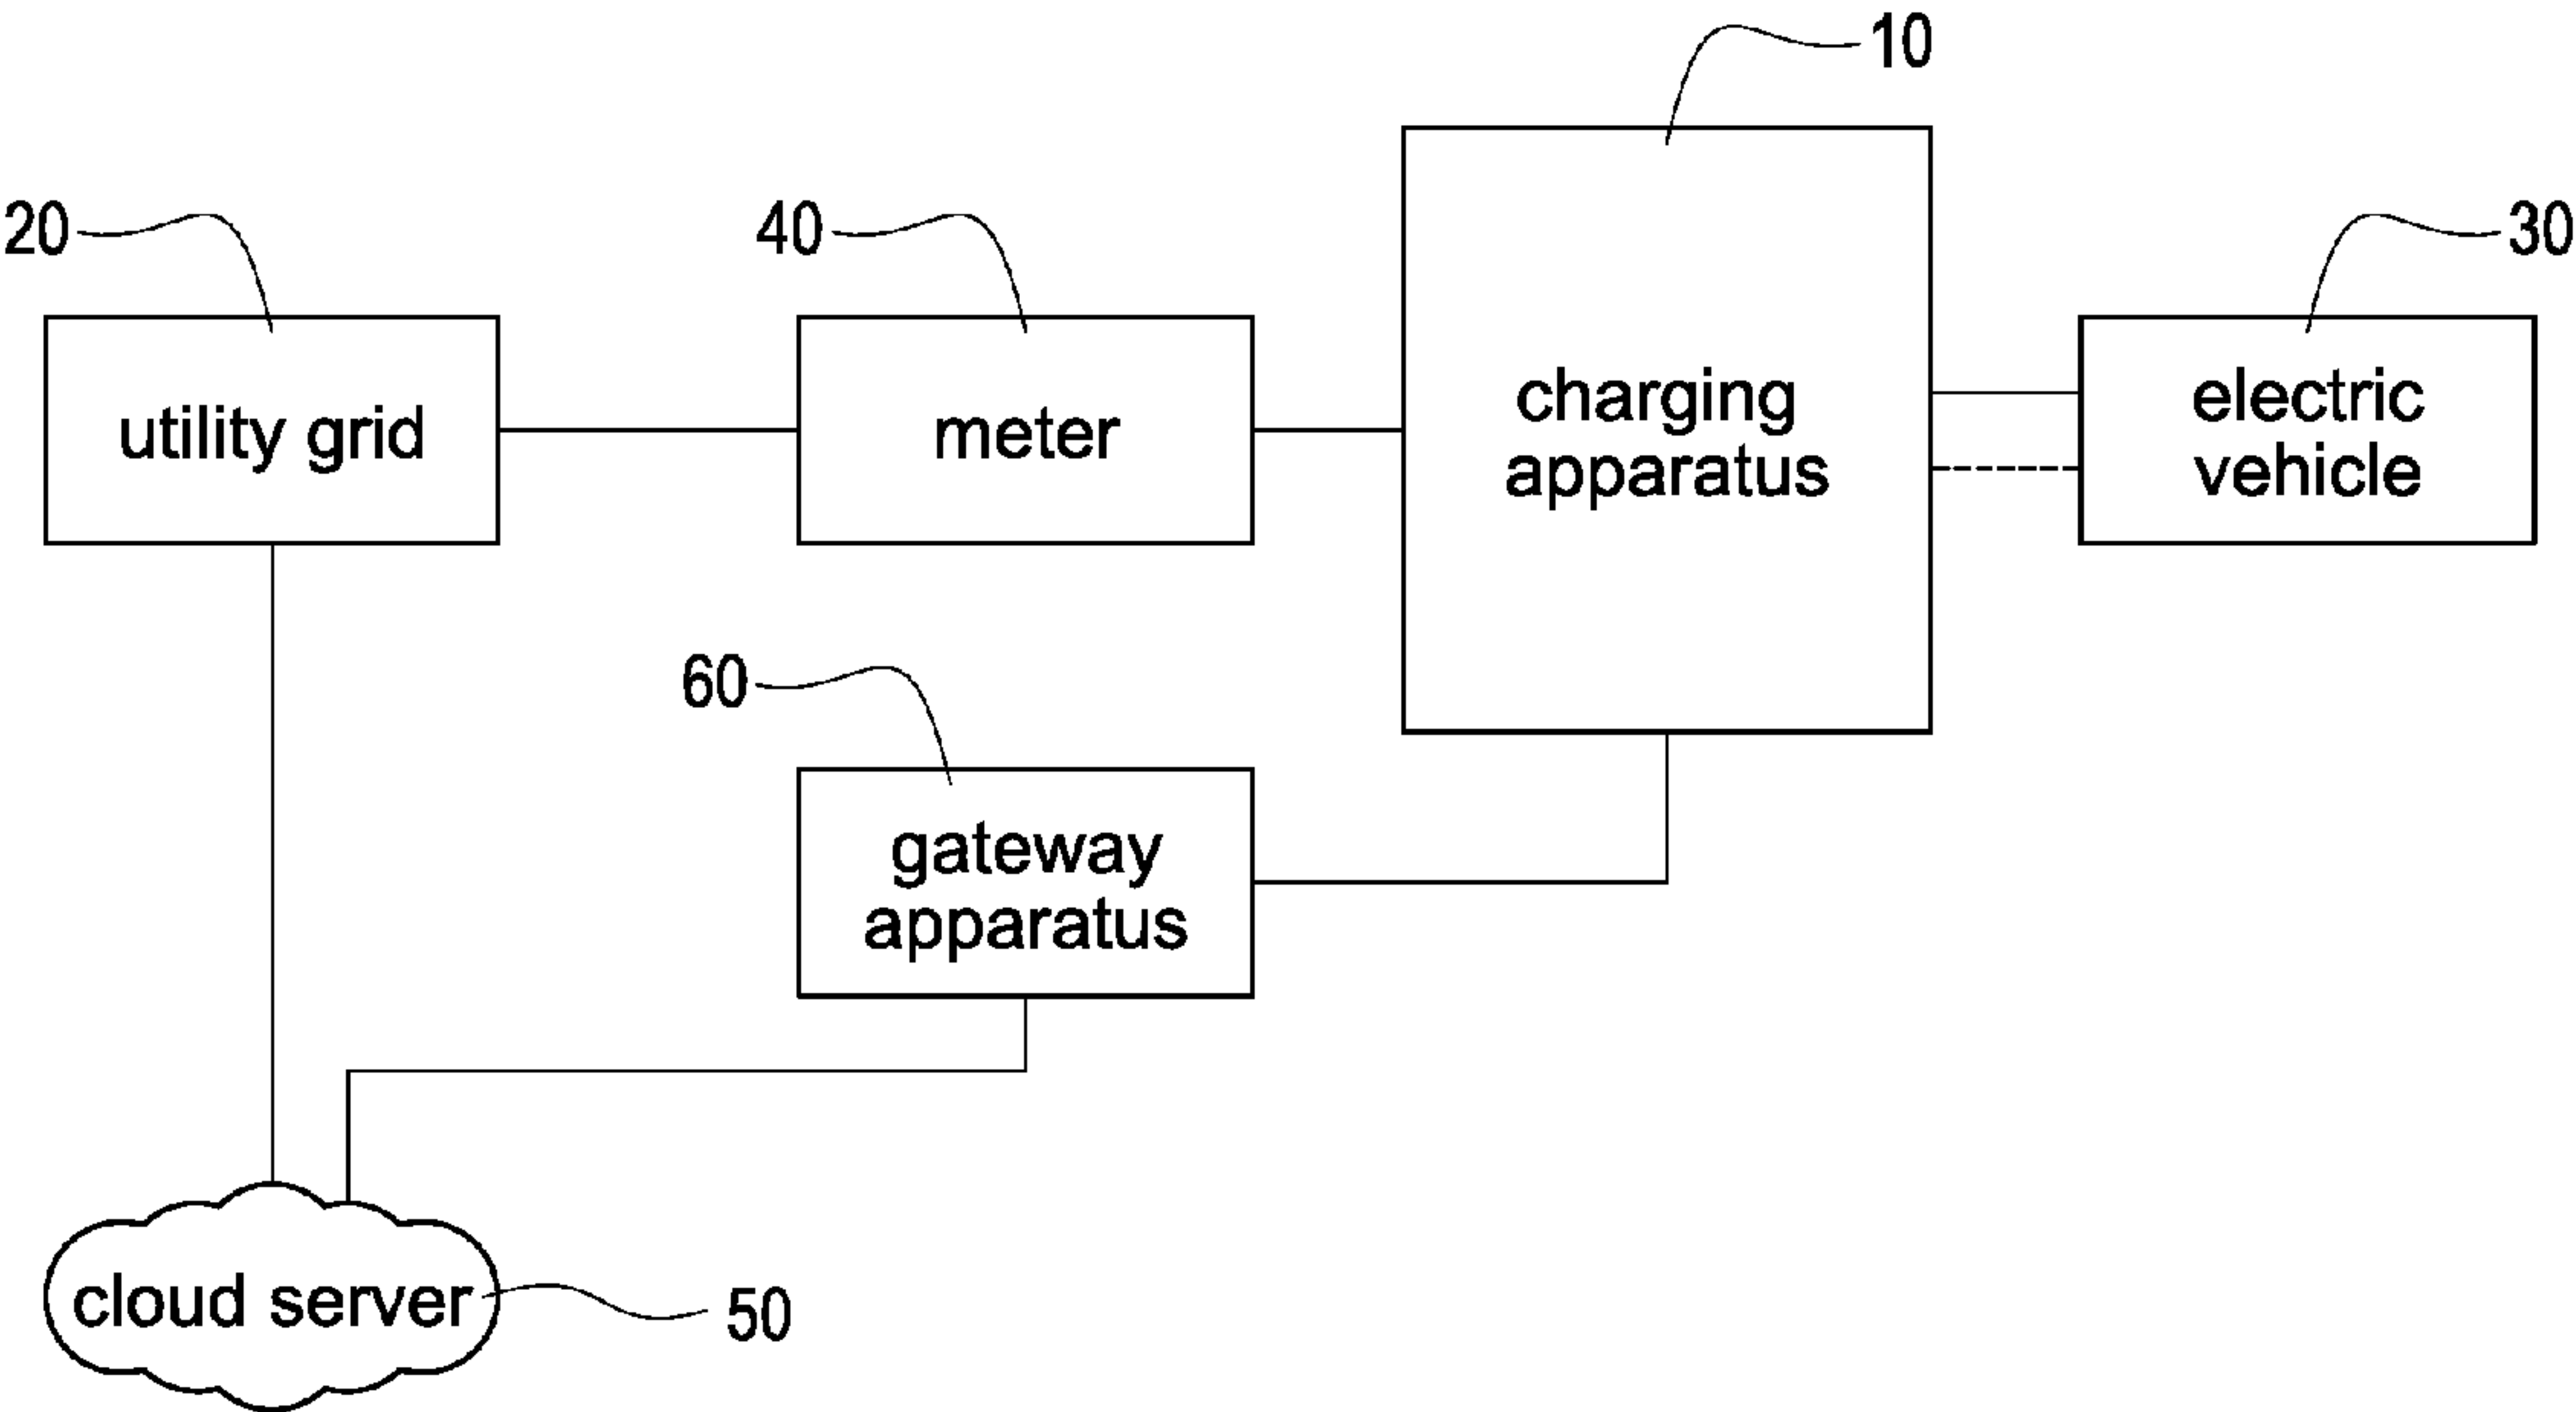 10
20
40
30
utility grid
meter
charging
apparatus
electric
vehicle
60
gateway
apparatus
cloud server
50